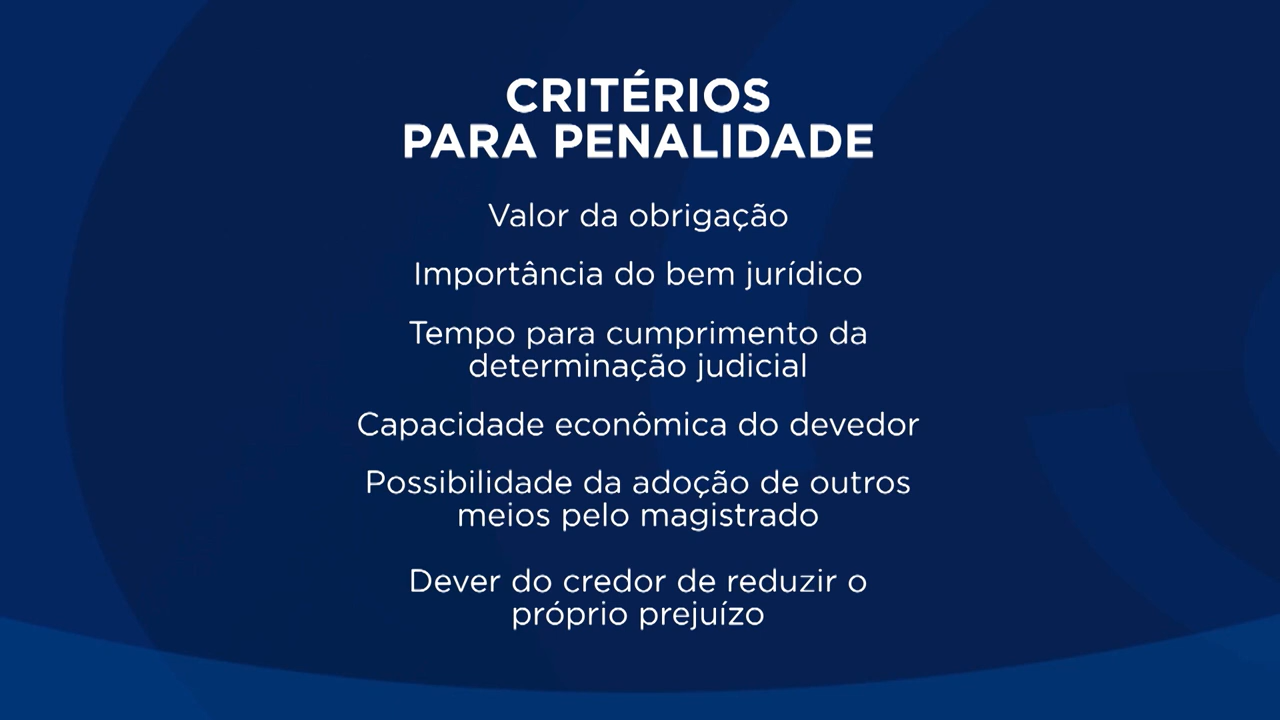 CRITÉRIOS
PARA PENALIDADE
Valor da obrigação
Importância do bem jurídico
Tempo para cumprimento da
determinação judicial
Capacidade econômica do devedor
Possibilidade da adoção de outros
meios pelo magistrado
Dever do credor de reduzir o
próprio prejuízo